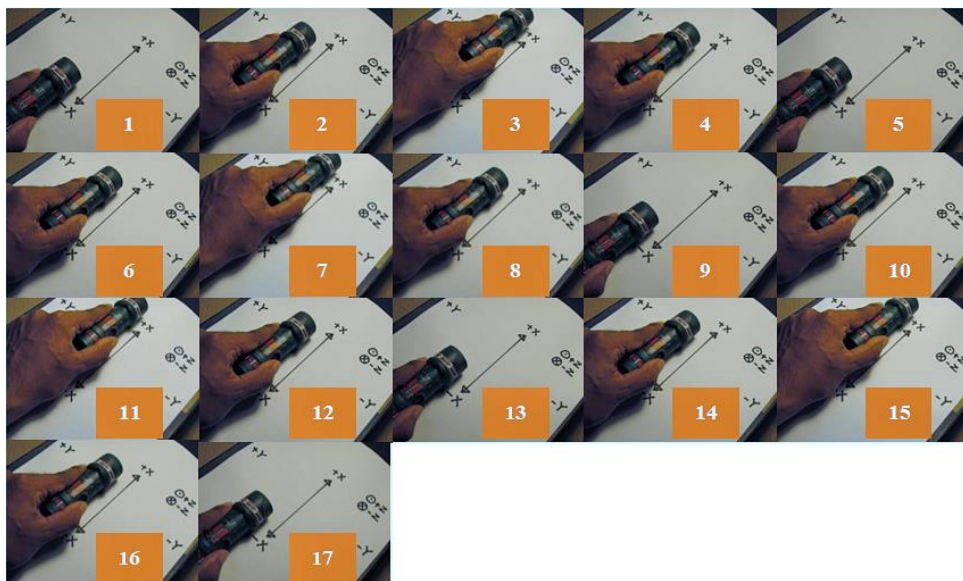 +Y +X ⊙+Z ⊗-Z -X -Y 1
+Y +X ⊙+Z ⊗-Z -X -Y 2
+Y +X ⊙+Z ⊗-Z -X -Y 3
+Y +X ⊙+Z ⊗-Z -X -Y 4
+Y +X ⊙+Z ⊗-Z -X -Y 5
+Y +X ⊙+Z ⊗-Z -X -Y 6
+Y +X ⊙+Z ⊗-Z -X -Y 7
+Y +X ⊙+Z ⊗-Z -X -Y 8
+Y +X ⊙+Z ⊗-Z -X -Y 9
+Y +X ⊙+Z ⊗-Z -X -Y 10
+Y +X ⊙+Z ⊗-Z -X -Y 11
+Y +X ⊙+Z ⊗-Z -X -Y 12
+Y +X ⊙+Z ⊗-Z -X -Y 13
+Y +X ⊙+Z ⊗-Z -X -Y 14
+Y +X ⊙+Z ⊗-Z -X -Y 15
+Y +X ⊙+Z ⊗-Z -X -Y 16
+Y +X ⊙+Z ⊗-Z -X -Y 17